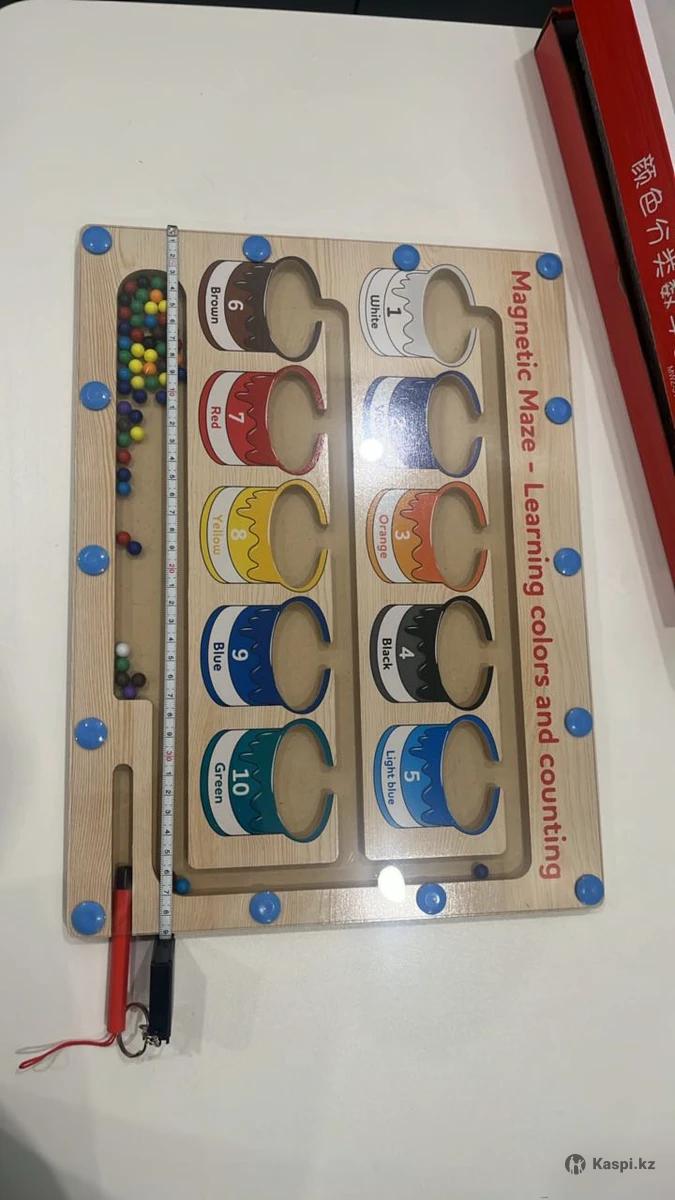 Magnetic Maze - Learning colors and counting
1
White
2
3
Orange
4
Black
5
Light blue
6
Brown
7
Red
8
Yellow
9
Blue
10
Green
颜色分类数
Kaspi.kz